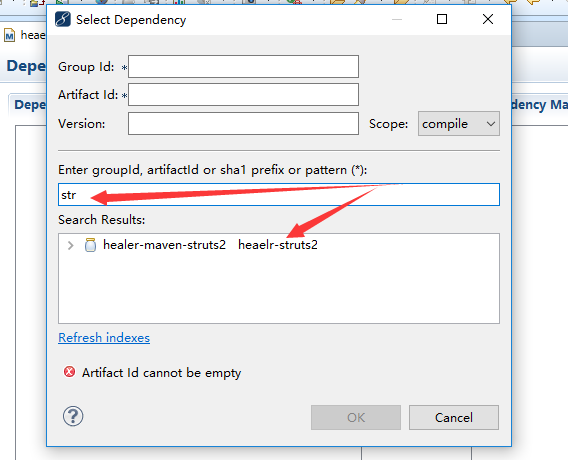 Select Dependency
heae
Depe
Group Id: *
Artifact Id: *
Version:
Scope: compile
Depe
dency Ma
Enter groupId, artifactId or sha1 prefix or pattern (*):
str
Search Results:
healer-maven-struts2 heaelr-struts2
Refresh indexes
Artifact Id cannot be empty
OK
Cancel